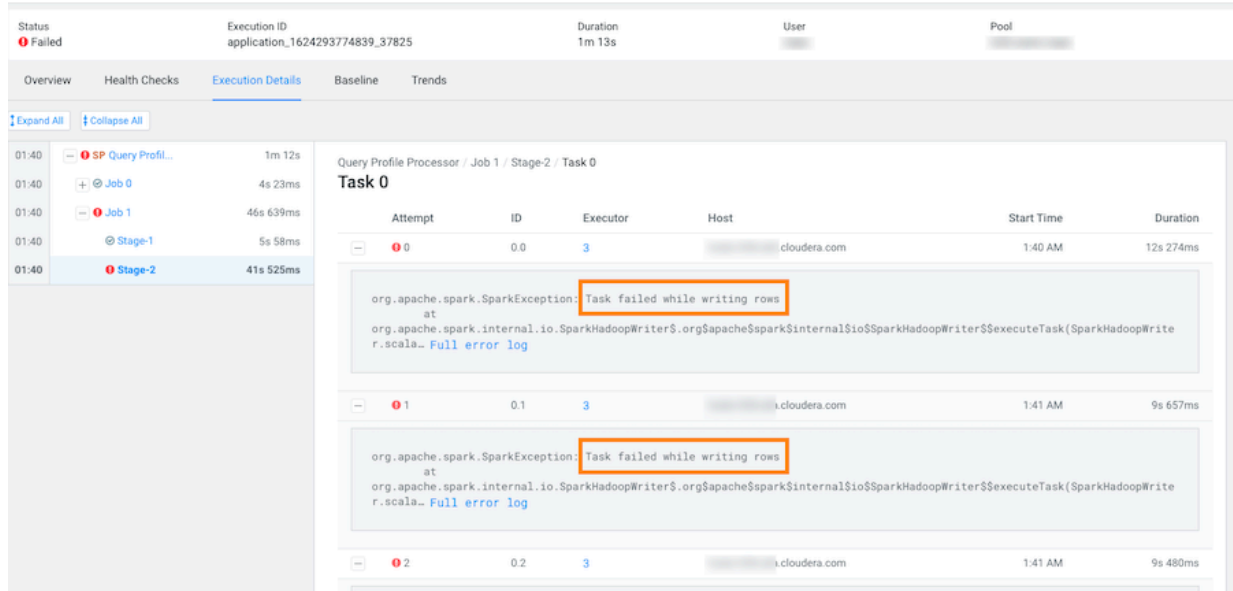 Status Execution ID Duration User Pool
Failed application_1624293774839_37825 1m 13s
Overview Health Checks Execution Details Baseline Trends
Expand All Collapse All
01:40 SP Query Profil... 1m 12s
01:40 Job 0 4s 23ms
01:40 Job 1 46s 639ms
01:40 Stage-1 5s 58ms
01:40 Stage-2 41s 525ms
Query Profile Processor / Job 1 / Stage-2 / Task 0
Task 0
Attempt ID Executor Host Start Time Duration
0 0.0 3 .cloudera.com 1:40 AM 12s 274ms
org.apache.spark.SparkException: Task failed while writing rows
at
org.apache.spark.internal.io.SparkHadoopWriter$.org$apache$spark$internal$io$SparkHadoopWriter$$executeTask(SparkHadoopWrite
r.scala… Full error log
1 0.1 3 .cloudera.com 1:41 AM 9s 657ms
org.apache.spark.SparkException: Task failed while writing rows
at
org.apache.spark.internal.io.SparkHadoopWriter$.org$apache$spark$internal$io$SparkHadoopWriter$$executeTask(SparkHadoopWrite
r.scala… Full error log
2 0.2 3 .cloudera.com 1:41 AM 9s 480ms